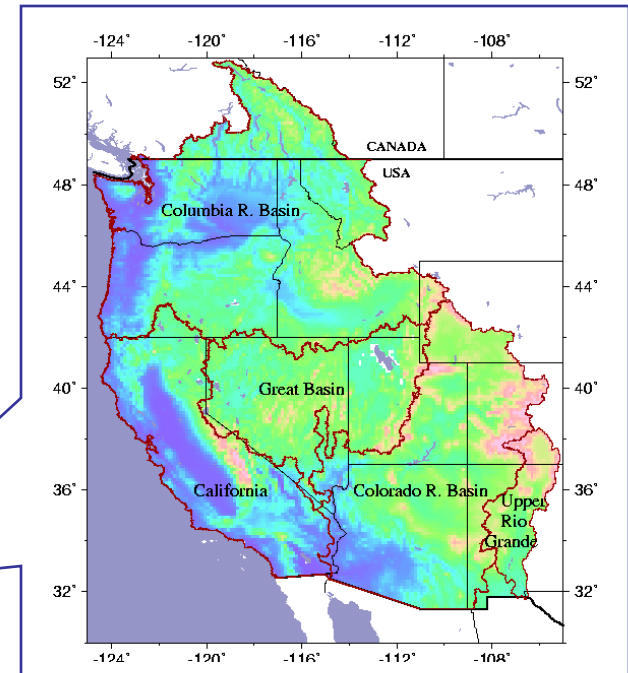 -124° -120° -116° -112° -108°
52° 52°
CANADA
USA
48° 48°
Columbia R. Basin
44° 44°
40° 40°
Great Basin
36° 36°
California
Colorado R. Basin
Upper
Rio
Grande
32° 32°
-124° -120° -116° -112° -108°